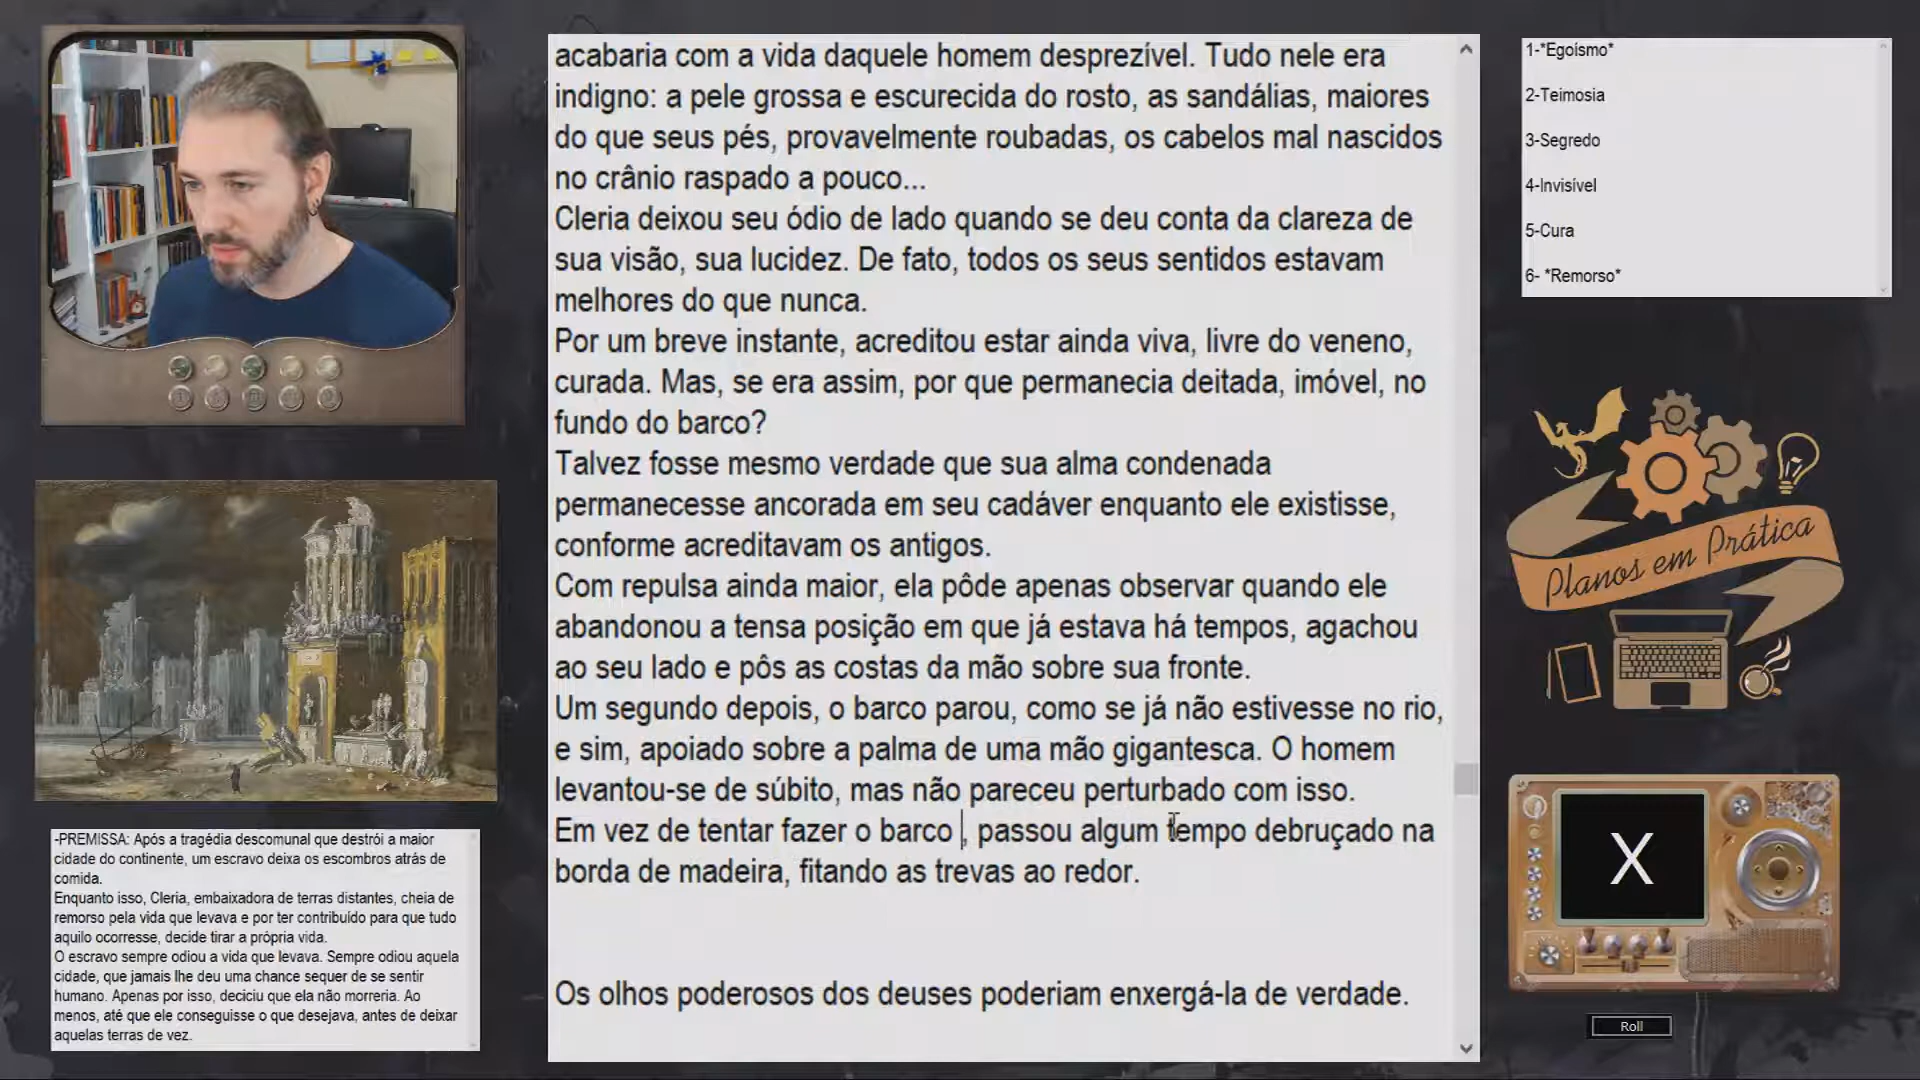 acabaria com a vida daquele homem desprezível. Tudo nele era
indigno: a pele grossa e escurecida do rosto, as sandálias, maiores
do que seus pés, provavelmente roubadas, os cabelos mal nascidos
no crânio raspado a pouco...
Cleria deixou seu ódio de lado quando se deu conta da clareza de
sua visão, sua lucidez. De fato, todos os seus sentidos estavam
melhores do que nunca.
Por um breve instante, acreditou estar ainda viva, livre do veneno,
curada. Mas, se era assim, por que permanecia deitada, imóvel, no
fundo do barco?
Talvez fosse mesmo verdade que sua alma condenada
permanecesse ancorada em seu cadáver enquanto ele existisse,
conforme acreditavam os antigos.
Com repulsa ainda maior, ela pôde apenas observar quando ele
abandonou a tensa posição em que já estava há tempos, agachou
ao seu lado e pôs as costas da mão sobre sua fronte.
Um segundo depois, o barco parou, como se já não estivesse no rio,
e sim, apoiado sobre a palma de uma mão gigantesca. O homem
levantou-se de súbito, mas não pareceu perturbado com isso.
Em vez de tentar fazer o barco , passou algum tempo debruçado na
borda de madeira, fitando as trevas ao redor.
Os olhos poderosos dos deuses poderiam enxergá-la de verdade.
1-*Egoísmo*
2-Teimosia
3-Segredo
4-Invisível
5-Cura
6- *Remorso*
Planos em Prática
X
Roll
-PREMISSA: Após a tragédia descomunal que destrói a maior
cidade do continente, um escravo deixa os escombros atrás de
comida.
Enquanto isso, Cleria, embaixadora de terras distantes, cheia de
remorso pela vida que levava e por ter contribuído para que tudo
aquilo ocorresse, decide tirar a própria vida.
O escravo sempre odiou a vida que levava. Sempre odiou aquela
cidade, que jamais lhe deu uma chance sequer de se sentir
humano. Apenas por isso, deciciu que ela não morreria. Ao
menos, até que ele conseguisse o que desejava, antes de deixar
aquelas terras de vez.